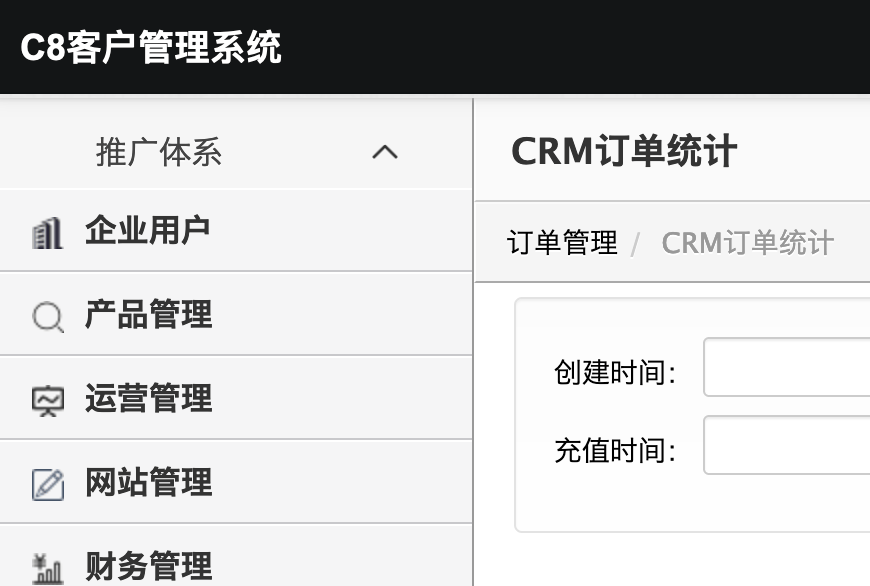 C8客户管理系统
推广体系
企业用户
产品管理
运营管理
网站管理
财务管理
CRM订单统计
订单管理 / CRM订单统计
创建时间：
充值时间：